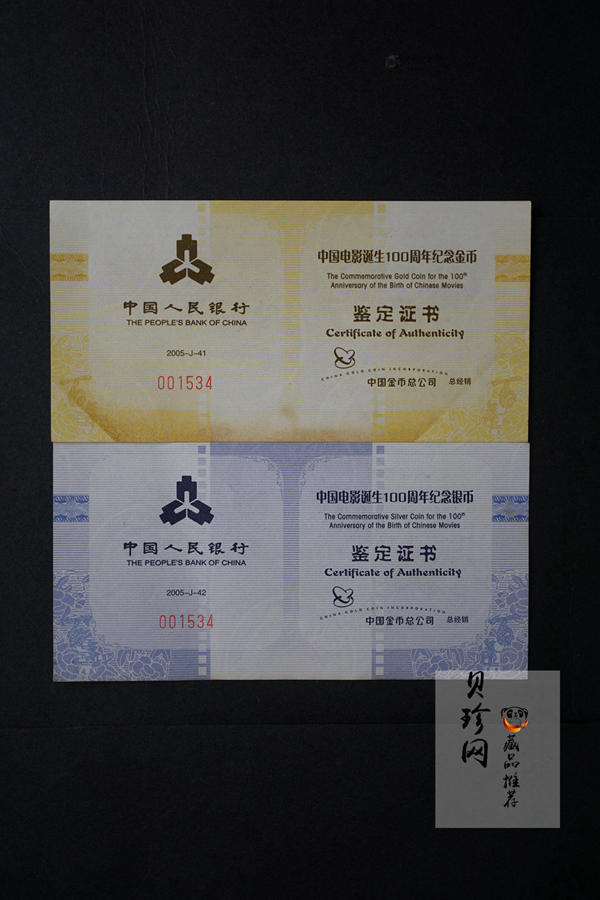 中国人民银行
THE PEOPLE'S BANK OF CHINA
2005-J-41
001534
中国电影诞生100周年纪念金币
The Commemorative Gold Coin for the 100th
Anniversary of the Birth of Chinese Movies
鉴定证书
Certificate of Authenticity
CHINA GOLD COIN INCORPORATION
中国金币总公司 总经销
中国人民银行
THE PEOPLE'S BANK OF CHINA
2005-J-42
001534
中国电影诞生100周年纪念银币
The Commemorative Silver Coin for the 100th
Anniversary of the Birth of Chinese Movies
鉴定证书
Certificate of Authenticity
CHINA GOLD COIN INCORPORATION
中国金币总公司 总经销
贝珍网
藏品推荐